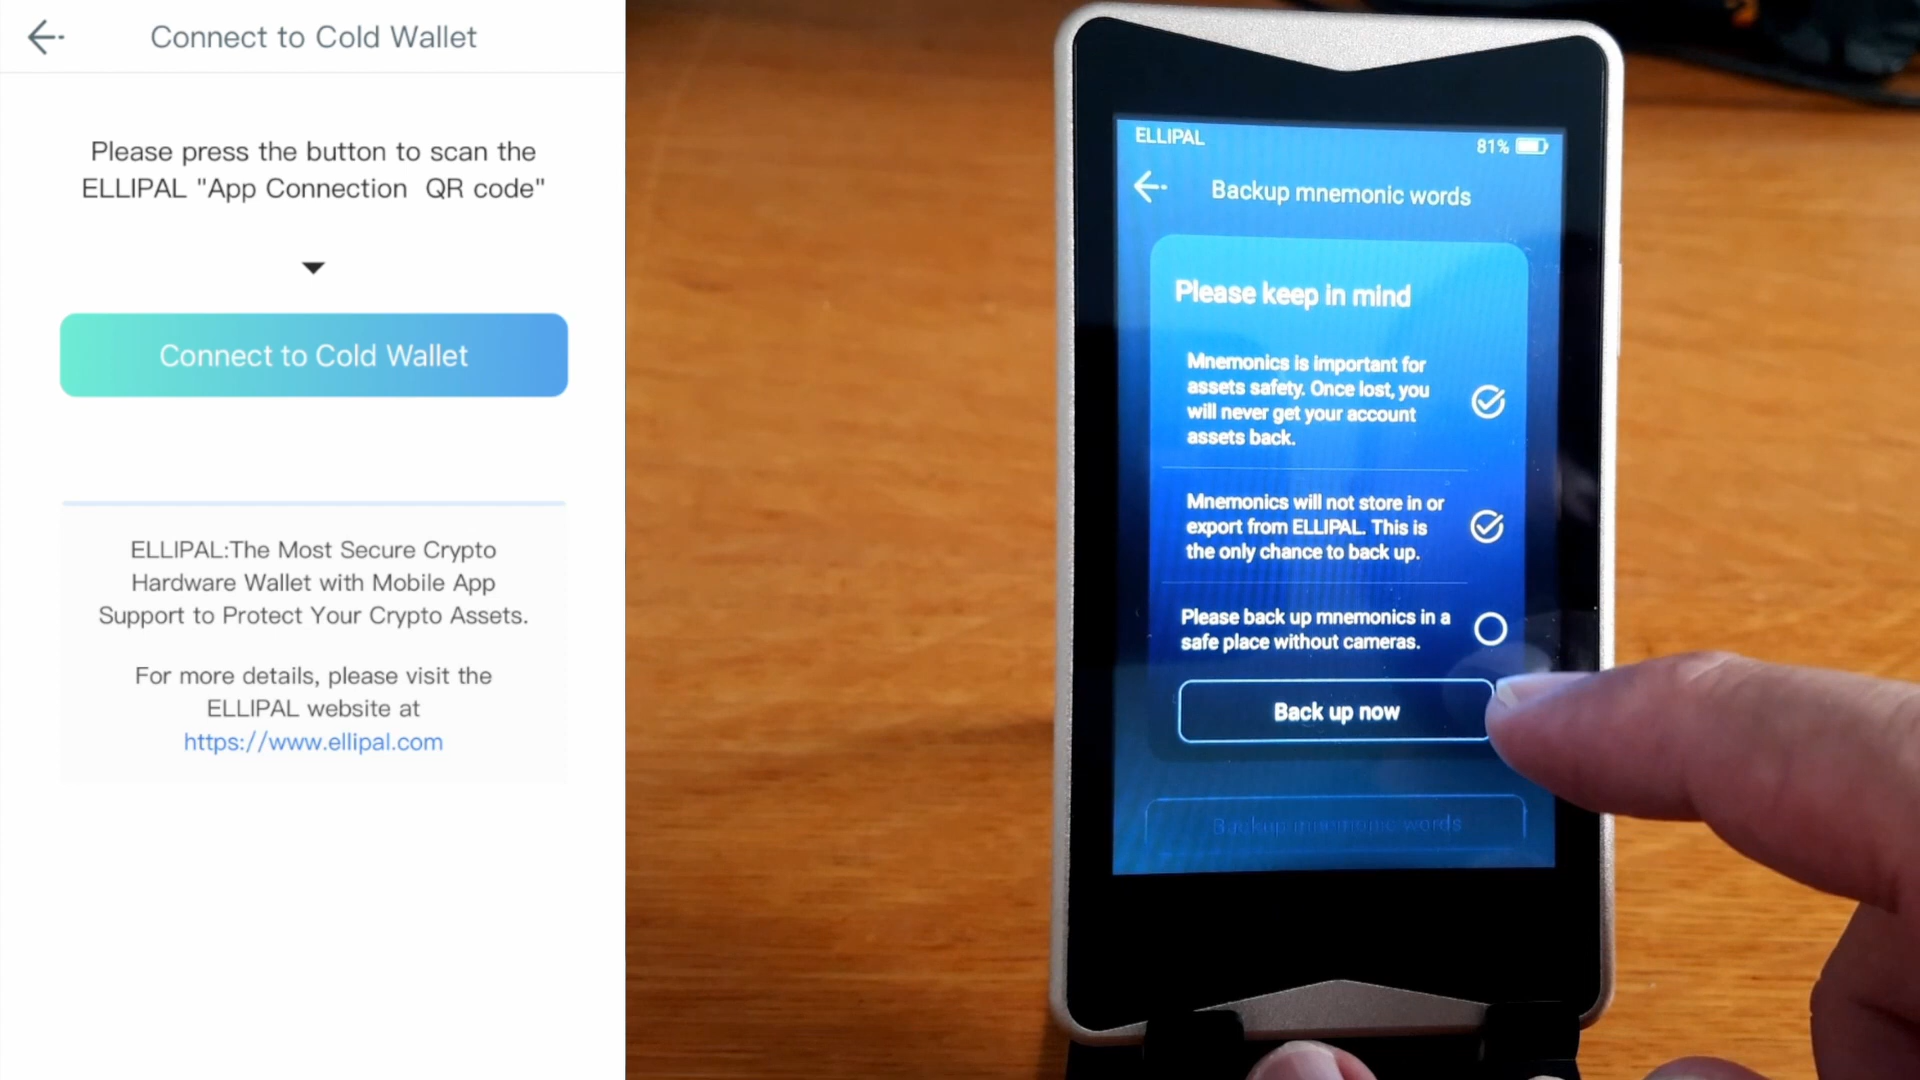 Connect to Cold Wallet
Please press the button to scan the
ELLIPAL "App Connection QR code"
Connect to Cold Wallet
ELLIPAL:The Most Secure Crypto
Hardware Wallet with Mobile App
Support to Protect Your Crypto Assets.
For more details, please visit the
ELLIPAL website at
https://www.ellipal.com
ELLIPAL
81%
Backup mnemonic words
Please keep in mind
Mnemonics is important for
assets safety. Once lost, you
will never get your account
assets back.
Mnemonics will not store in or
export from ELLIPAL. This is
the only chance to back up.
Please back up mnemonics in a
safe place without cameras.
Back up now
Backup mnemonic words